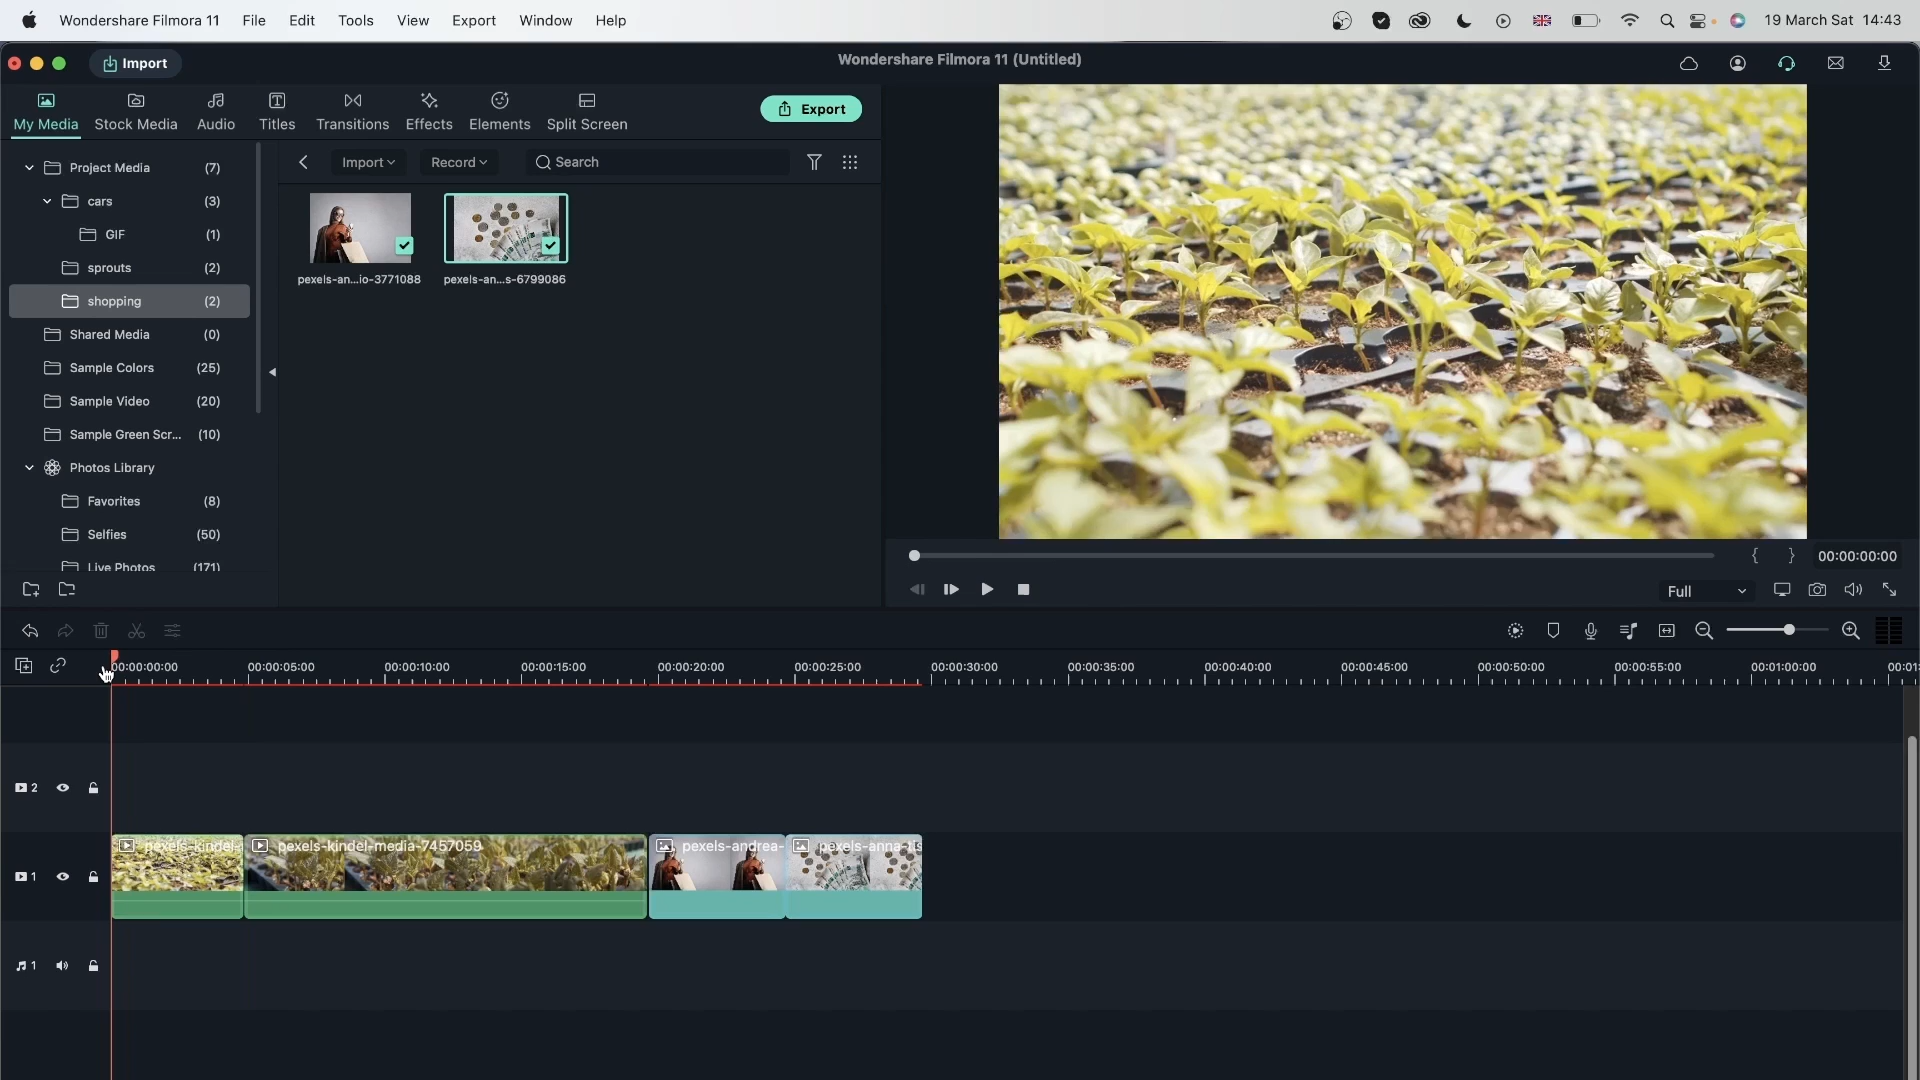 Wondershare Filmora 11 File Edit Tools View Export Window Help 19 March Sat 14:43
Import Wondershare Filmora 11 (Untitled)
My Media Stock Media Audio Titles Transitions Effects Elements Split Screen Export
Import Record Search
Project Media (7)
cars (3)
GIF (1)
sprouts (2)
shopping (2)
Shared Media (0)
Sample Colors (25)
Sample Video (20)
Sample Green Scr... (10)
Photos Library
Favorites (8)
Selfies (50)
Live Photos (171)
pexels-an...io-3771088 pexels-an...s-6799086
{ } 00:00:00:00
Full
00:00:00:00 00:00:05:00 00:00:10:00 00:00:15:00 00:00:20:00 00:00:25:00 00:00:30:00 00:00:35:00 00:00:40:00 00:00:45:00 00:00:50:00 00:00:55:00 00:01:00:00 00:01:
2
pexels-kindel- pexels-kindel-media-7457059 pexels-andrea- pexels-anna-tis
1
1